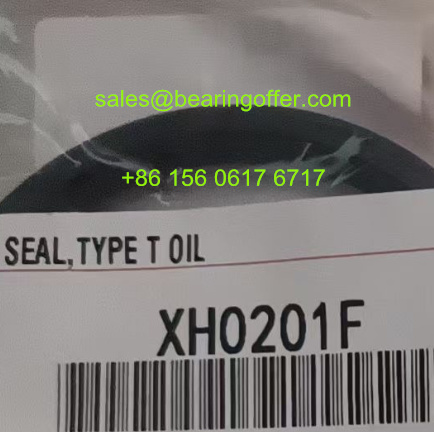 sales@bearingoffer.com
+86 156 0617 6717
SEAL,TYPE T OIL
XH0201F